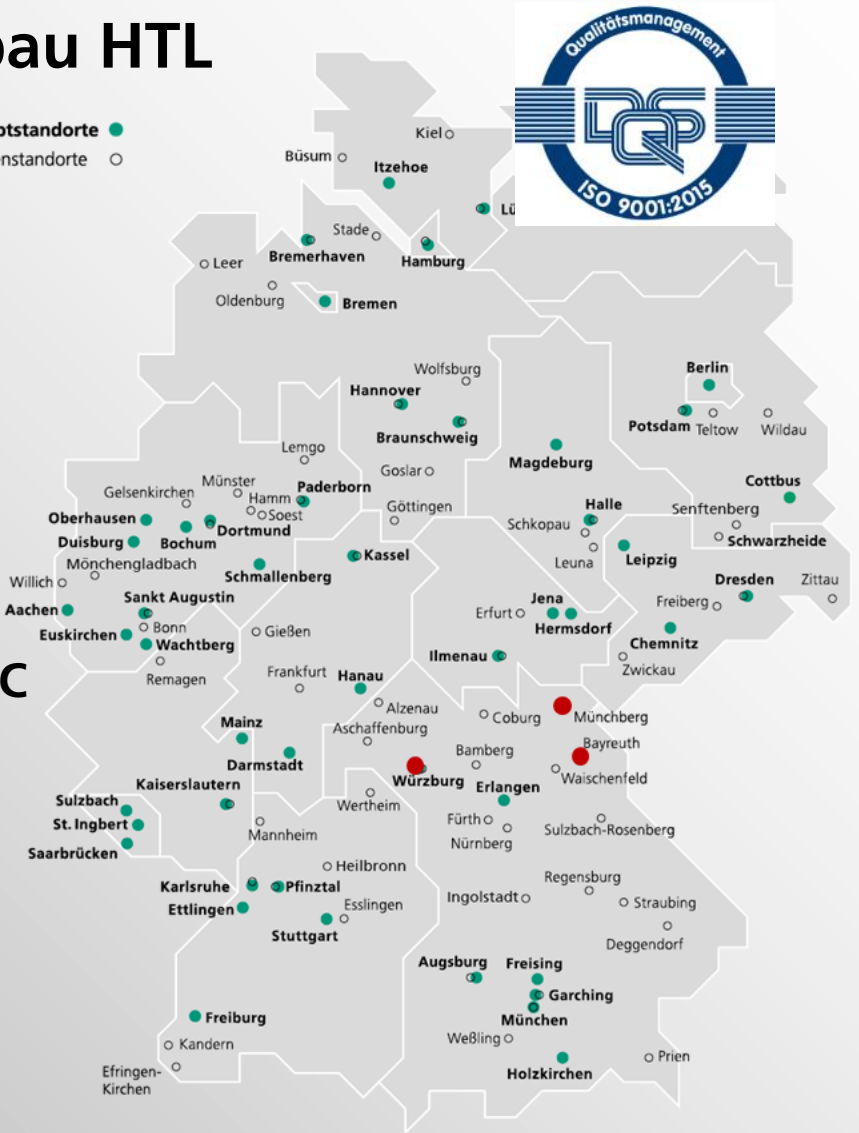 bau HTL
Qualitätsmanagement
DQS
ISO 9001:2015
ptstandorte
nstandorte
Kiel
Büsum
Itzehoe
Lü
Stade
Bremerhaven
Hamburg
Leer
Oldenburg
Bremen
Wolfsburg
Berlin
Hannover
Braunschweig
Potsdam
Teltow
Wildau
Lemgo
Goslar
Magdeburg
Münster
Gelsenkirchen
Hamm
Paderborn
Cottbus
Göttingen
Halle
Senftenberg
Oberhausen
Soest
Dortmund
Schkopau
Duisburg
Bochum
Kassel
Leuna
Leipzig
Schwarzheide
Mönchengladbach
Willich
Schmallenberg
Dresden
Zittau
Sankt Augustin
Jena
Freiberg
Aachen
Erfurt
Bonn
Gießen
Hermsdorf
Euskirchen
Wachtberg
Chemnitz
Ilmenau
Remagen
Zwickau
C
Frankfurt
Hanau
Alzenau
Coburg
Münchberg
Mainz
Aschaffenburg
Bayreuth
Darmstadt
Bamberg
Waischenfeld
Kaiserslautern
Würzburg
Erlangen
Sulzbach
Wertheim
St. Ingbert
Mannheim
Fürth
Sulzbach-Rosenberg
Saarbrücken
Nürnberg
Heilbronn
Karlsruhe
Pfinztal
Regensburg
Ettlingen
Esslingen
Ingolstadt
Straubing
Stuttgart
Deggendorf
Augsburg
Freising
Garching
Freiburg
München
Kandern
Weßling
Efringen-
Kirchen
Prien
Holzkirchen